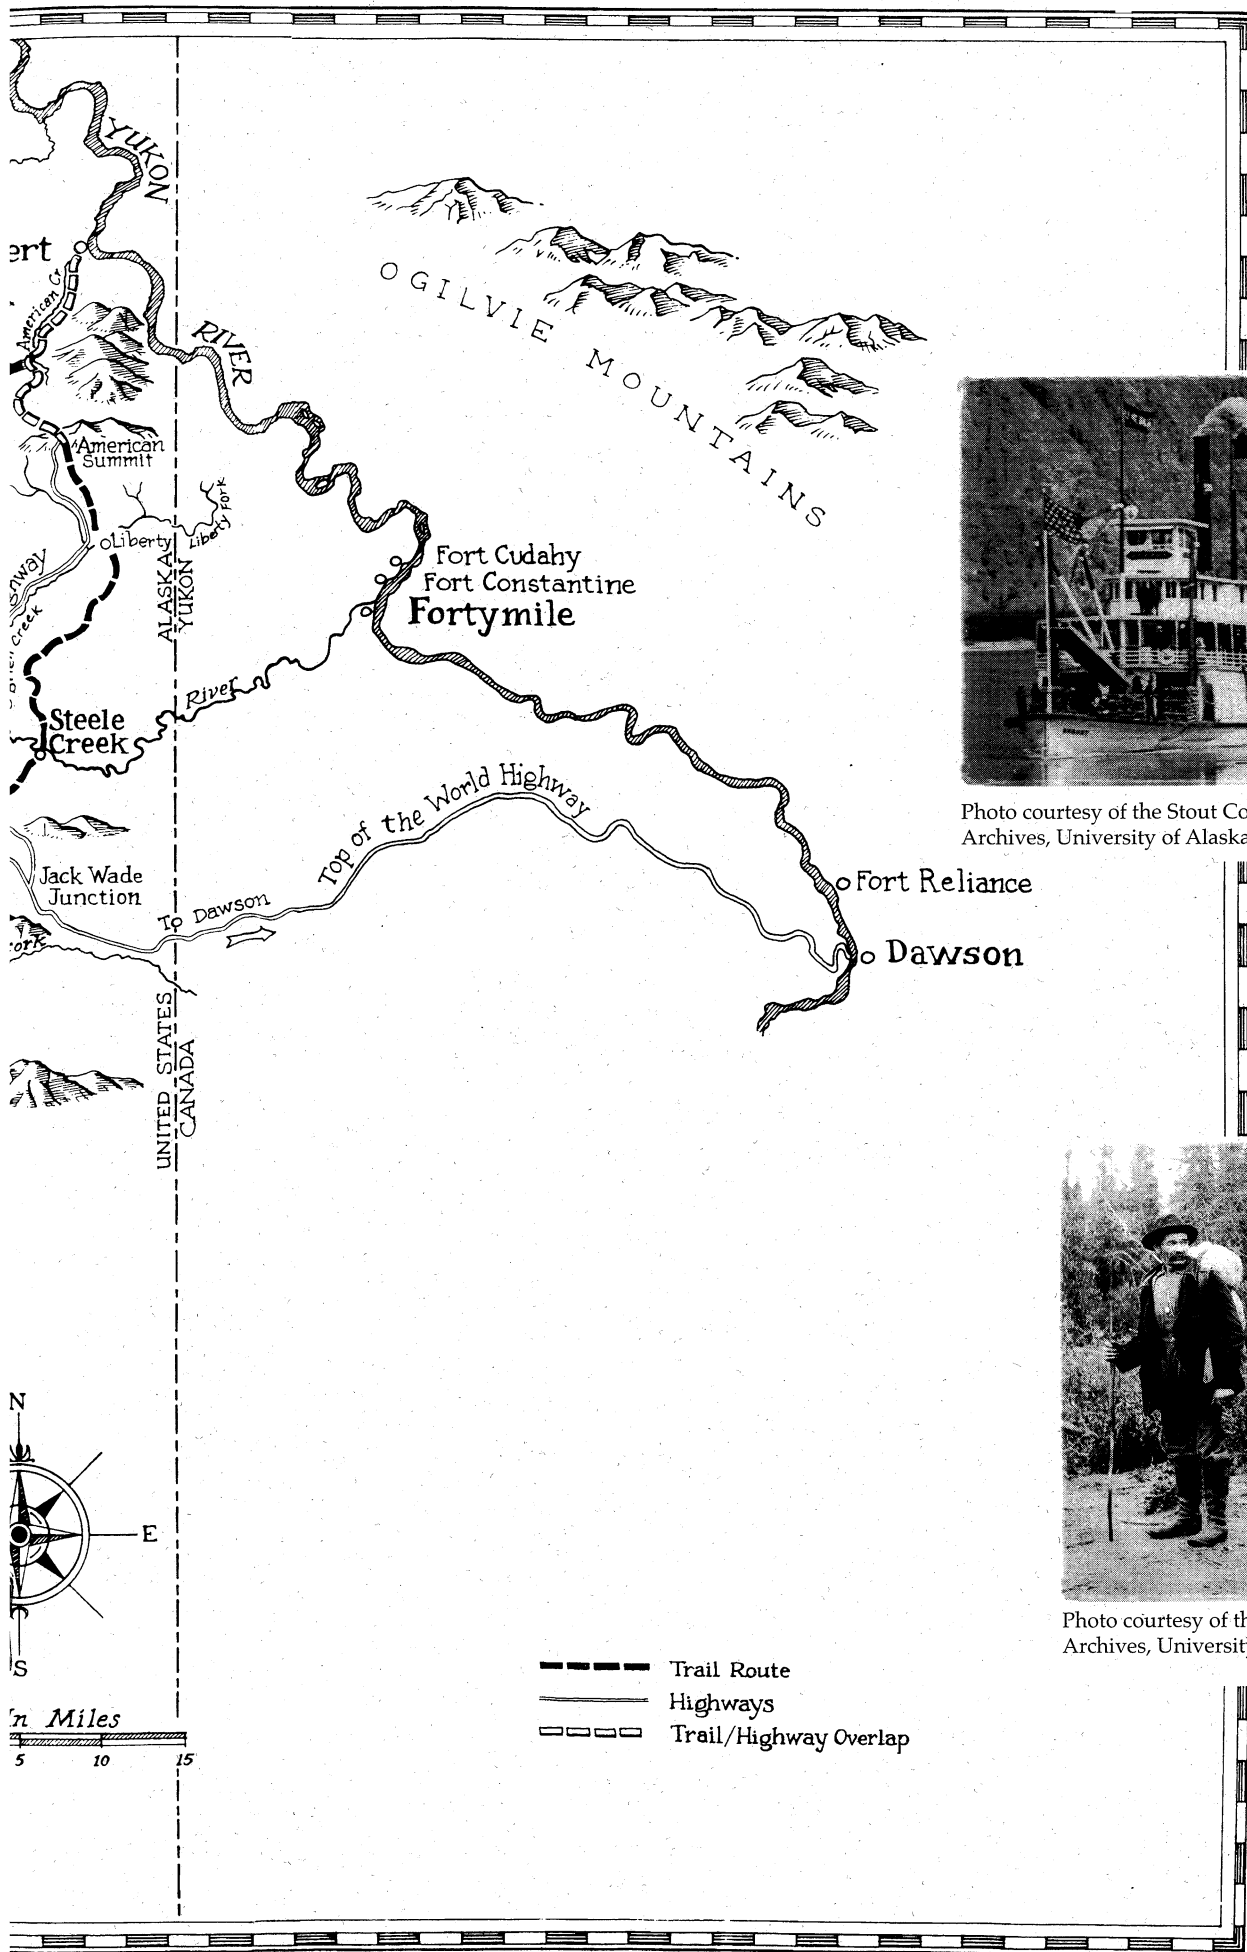 YUKON
RIVER
ert
American Cr
OGILVIE MOUNTAINS
American
Summit
Liberty
Liberty Fork
ALASKA
YUKON
Fort Cudahy
Fort Constantine
Fortymile
Creek
River
Steele
Creek
Top of the World Highway
Photo courtesy of the Stout Co
Archives, University of Alaska
Jack Wade
Junction
To Dawson
Fort Reliance
Dawson
ork
UNITED STATES
CANADA
N
E
S
Photo courtesy of th
Archives, Universit
Trail Route
Highways
Trail/Highway Overlap
In Miles
5 10 15